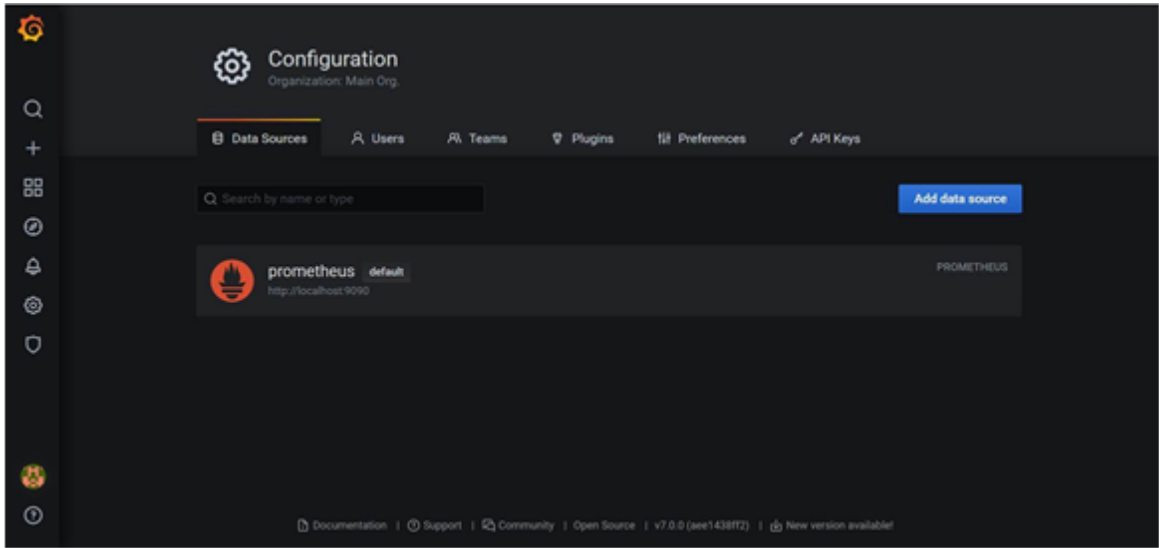 Configuration
Organization: Main Org.
Data Sources Users Teams Plugins Preferences API Keys
Search by name or type Add data source
prometheus default PROMETHEUS
http://localhost:9090
Documentation | Support | Community | Open Source | v7.0.0 (aee1438ff2) | New version available!